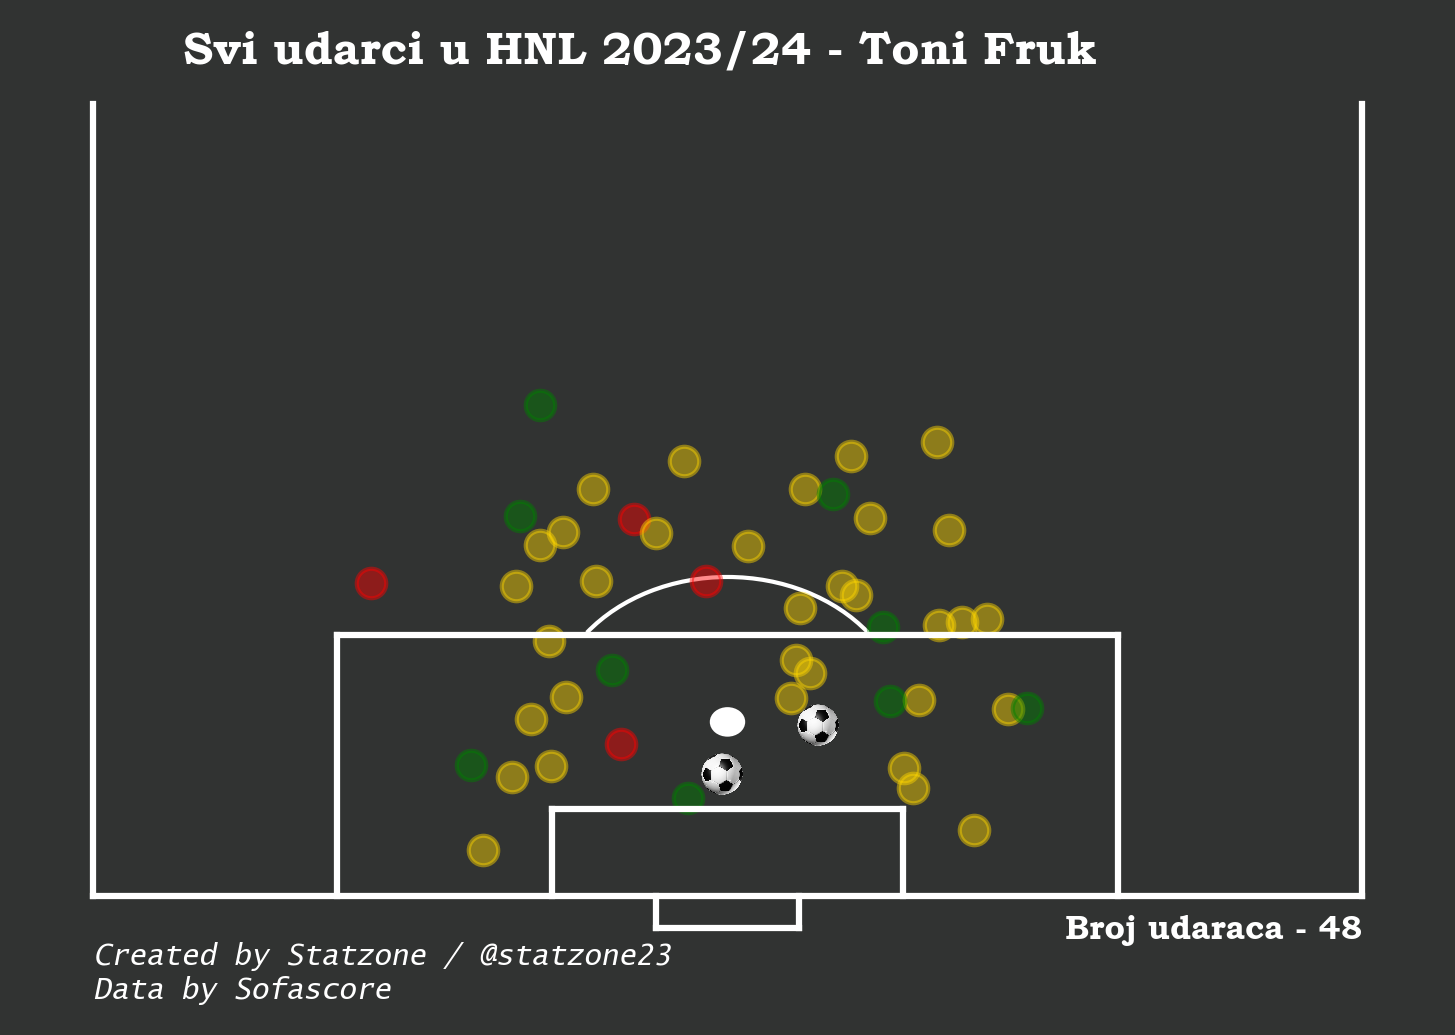 Svi udarci u HNL 2023/24 - Toni Fruk
Broj udaraca - 48
Created by Statzone / @statzone23
Data by Sofascore